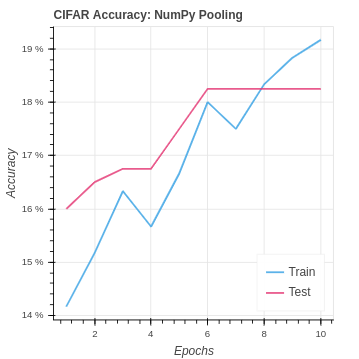 CIFAR Accuracy: NumPy Pooling
19 %
18 %
17 %
16 %
15 %
14 %
Accuracy
Train
Test
2 4 6 8 10
Epochs